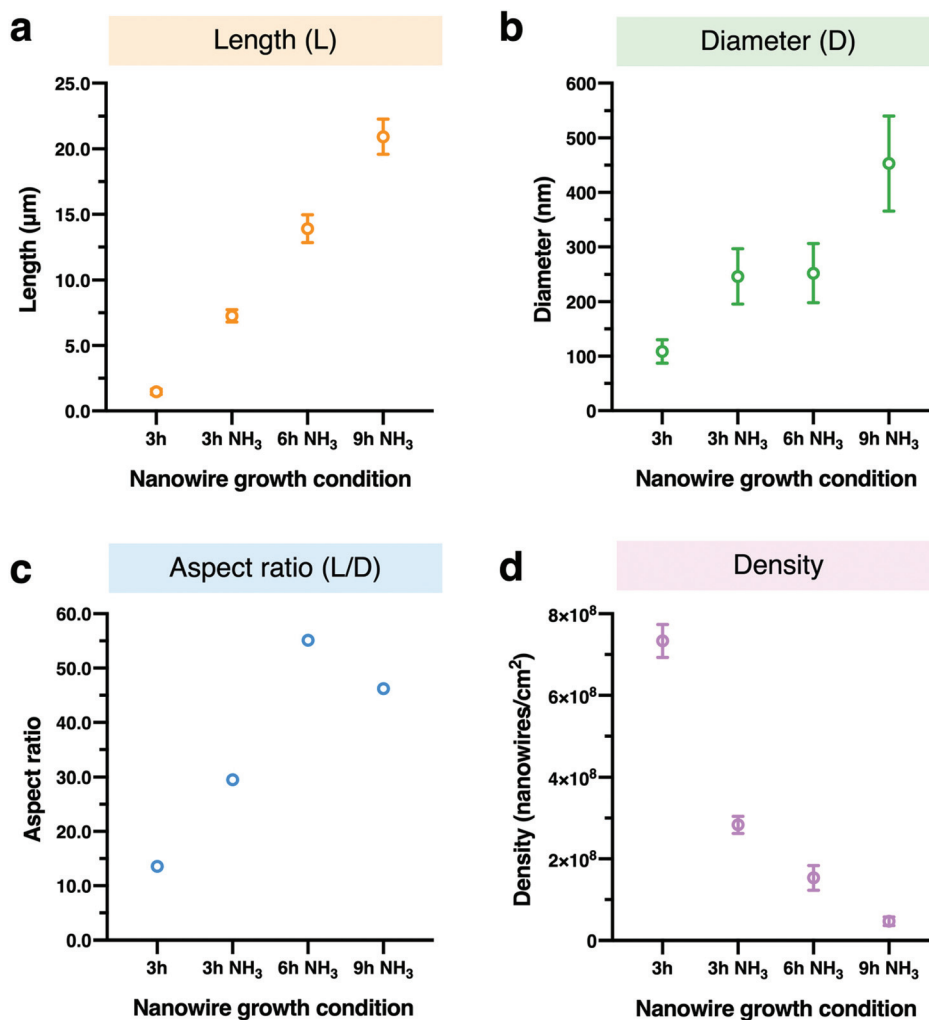 a
Length (L)
Length (µm)
25.0
20.0
15.0
10.0
5.0
0.0
3h
3h NH₃
6h NH₃
9h NH₃
Nanowire growth condition
b
Diameter (D)
Diameter (nm)
600
500
400
300
200
100
0
3h
3h NH₃
6h NH₃
9h NH₃
Nanowire growth condition
c
Aspect ratio (L/D)
Aspect ratio
60.0
50.0
40.0
30.0
20.0
10.0
0.0
3h
3h NH₃
6h NH₃
9h NH₃
Nanowire growth condition
d
Density
Density (nanowires/cm²)
8×10⁸
6×10⁸
4×10⁸
2×10⁸
0
3h
3h NH₃
6h NH₃
9h NH₃
Nanowire growth condition